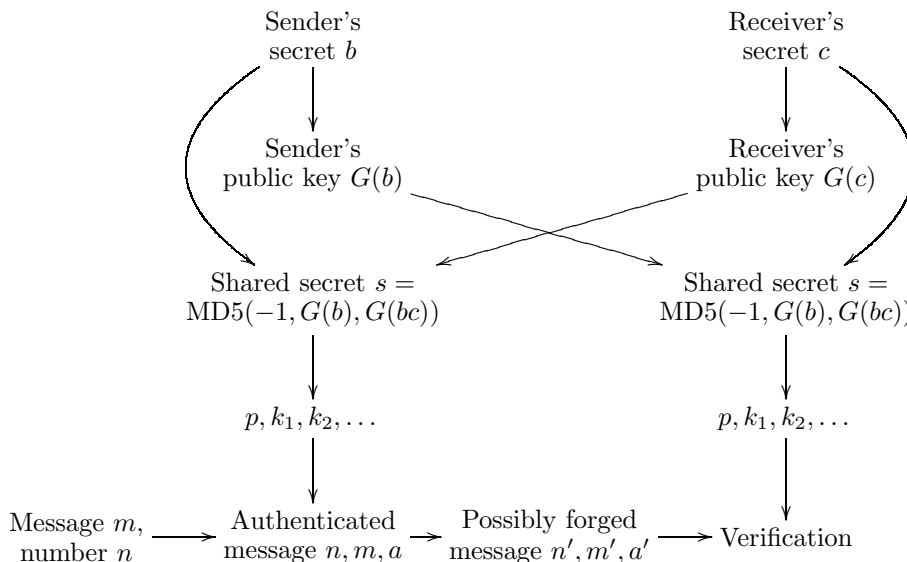 Sender's
secret b
Receiver's
secret c
Sender's
public key G(b)
Receiver's
public key G(c)
Shared secret s =
MD5(−1, G(b), G(bc))
Shared secret s =
MD5(−1, G(b), G(bc))
p, k₁, k₂, . . .
p, k₁, k₂, . . .
Message m,
number n
Authenticated
message n, m, a
Possibly forged
message n′, m′, a′
Verification